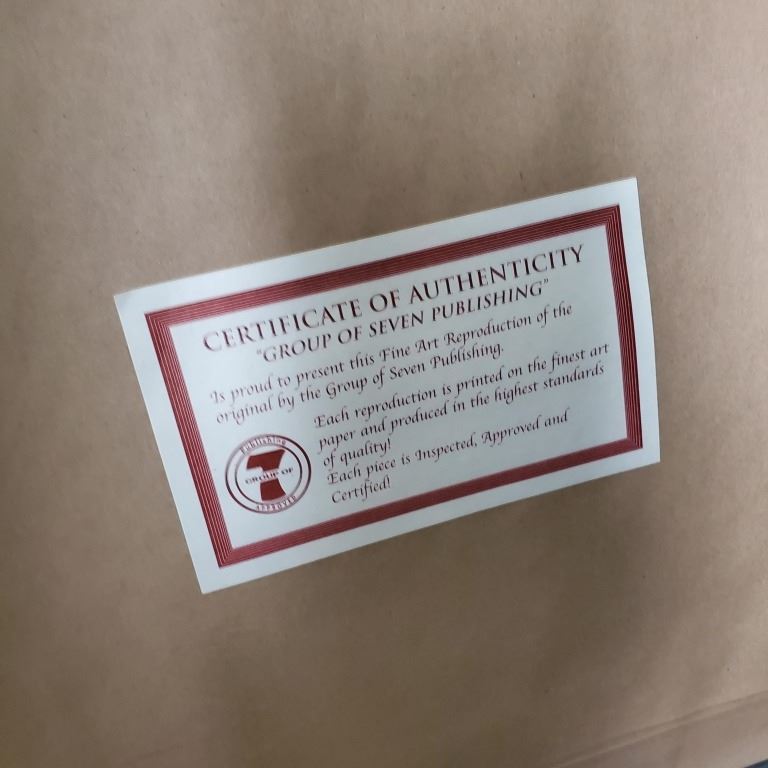 CERTIFICATE OF AUTHENTICITY
"GROUP OF SEVEN PUBLISHING"
Is proud to present this Fine Art Reproduction of the
original by the Group of Seven Publishing.
Each reproduction is printed on the finest art
paper and produced in the highest standards
of quality!
Each piece is Inspected, Approved and
Certified!
Publishing
GROUP OF
7
APPROVED